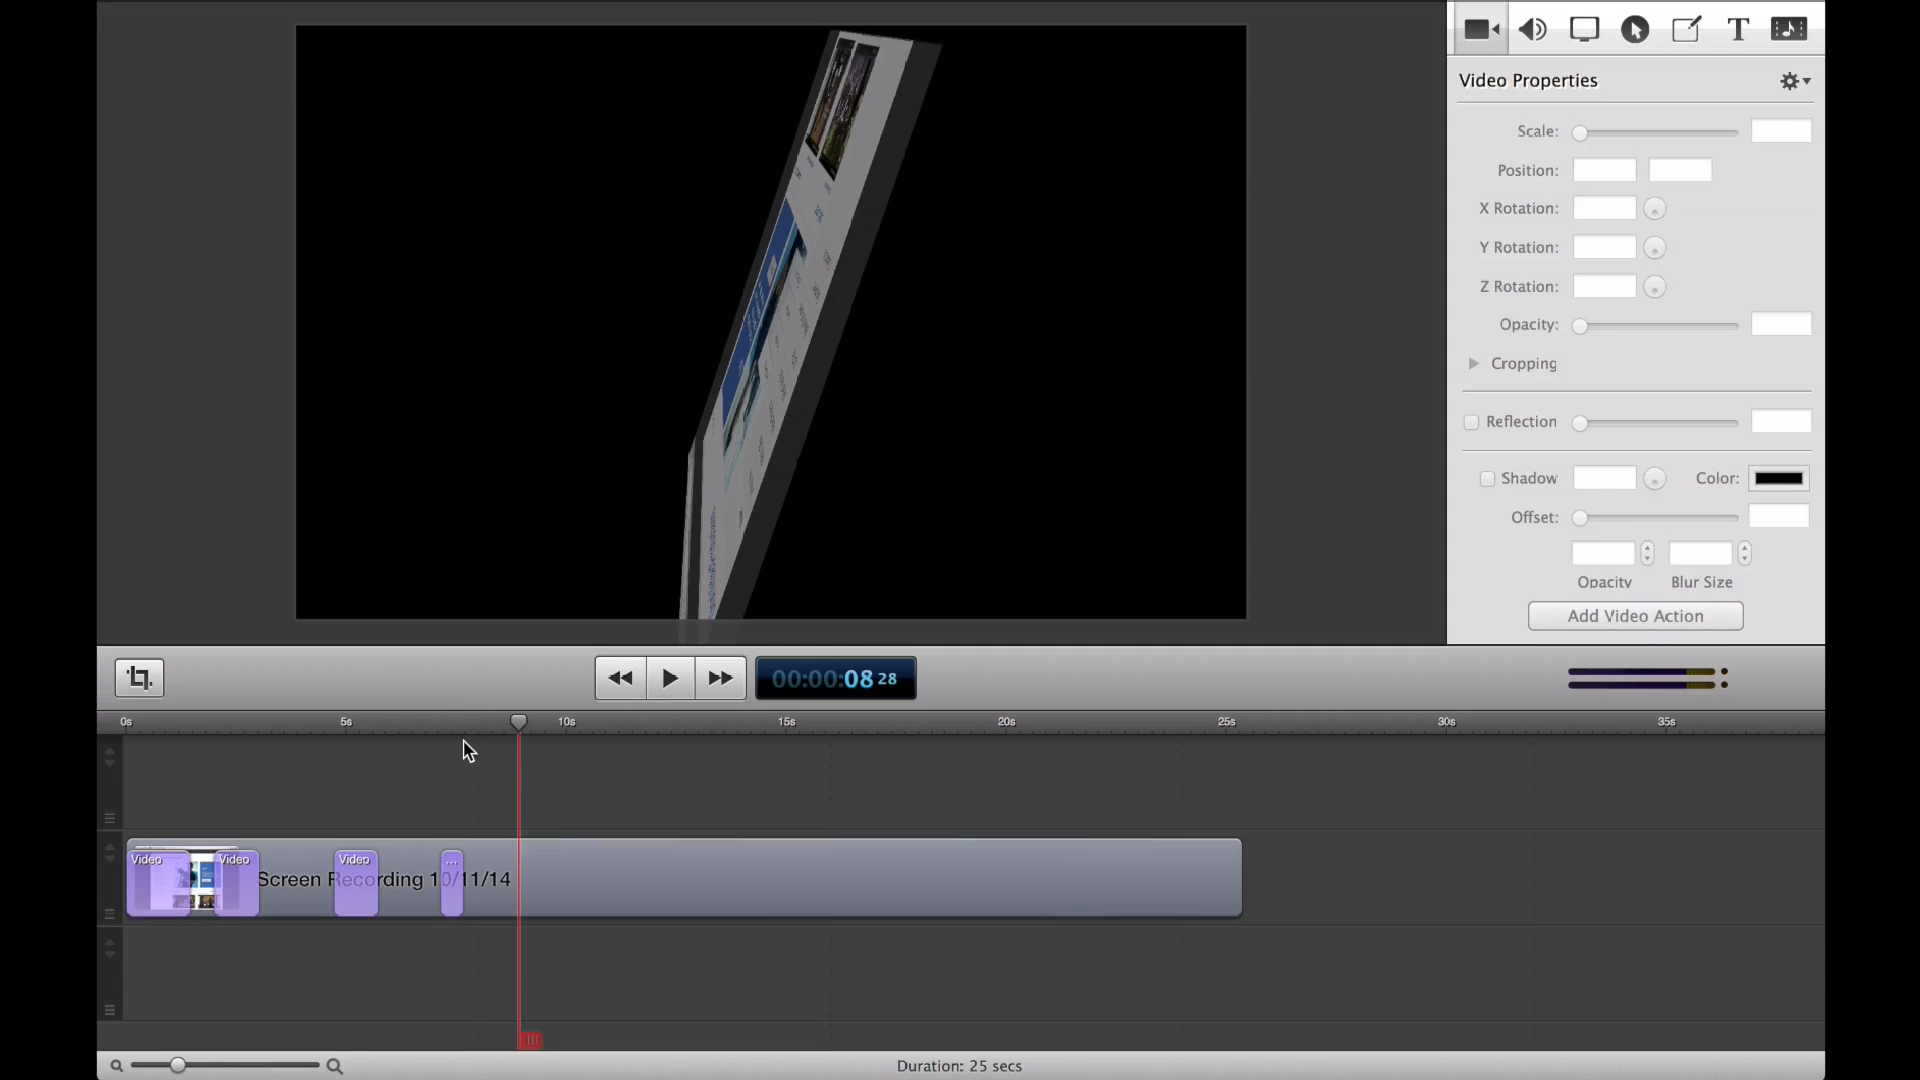 Video Properties
Scale:
Position:
X Rotation:
Y Rotation:
Z Rotation:
Opacity:
Cropping
Reflection
Shadow
Color:
Offset:
Opacity
Blur Size
Add Video Action
00:00:08 28
0s
5s
10s
15s
20s
25s
30s
35s
Video
Video
Video
...
Screen Recording 10/11/14
Duration: 25 secs